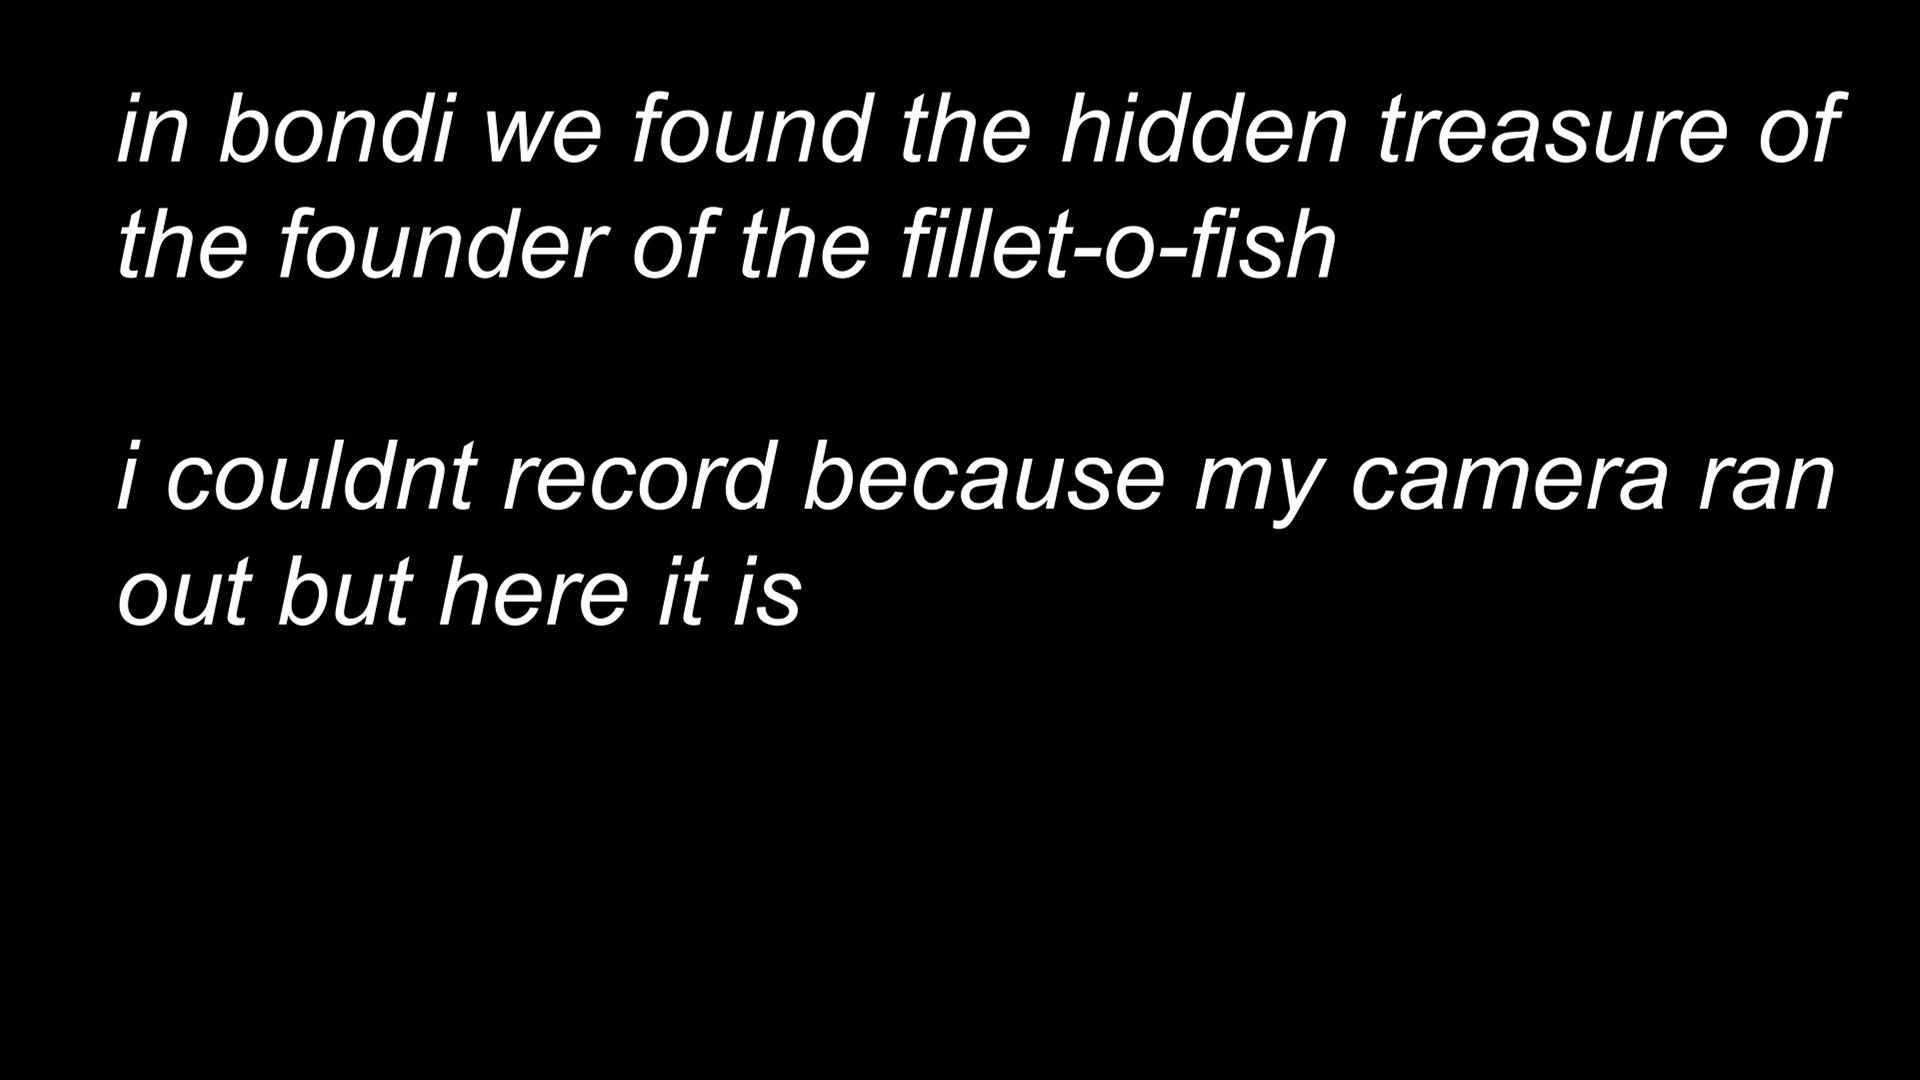 in bondi we found the hidden treasure of
the founder of the fillet-o-fish
i couldnt record because my camera ran
out but here it is